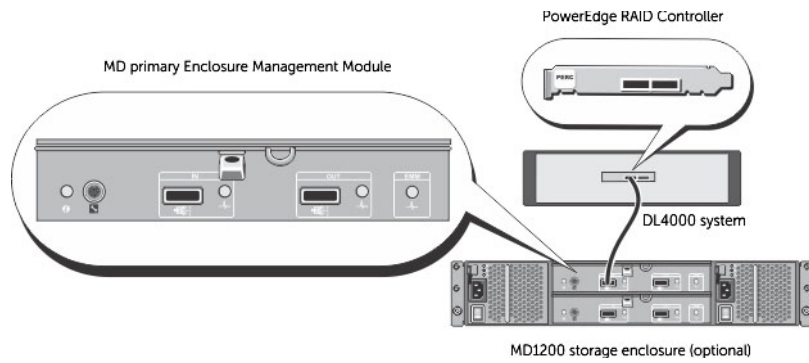 PowerEdge RAID Controller
MD primary Enclosure Management Module
PERC
IN
OUT
EMM
DL4000 system
MD1200 storage enclosure (optional)